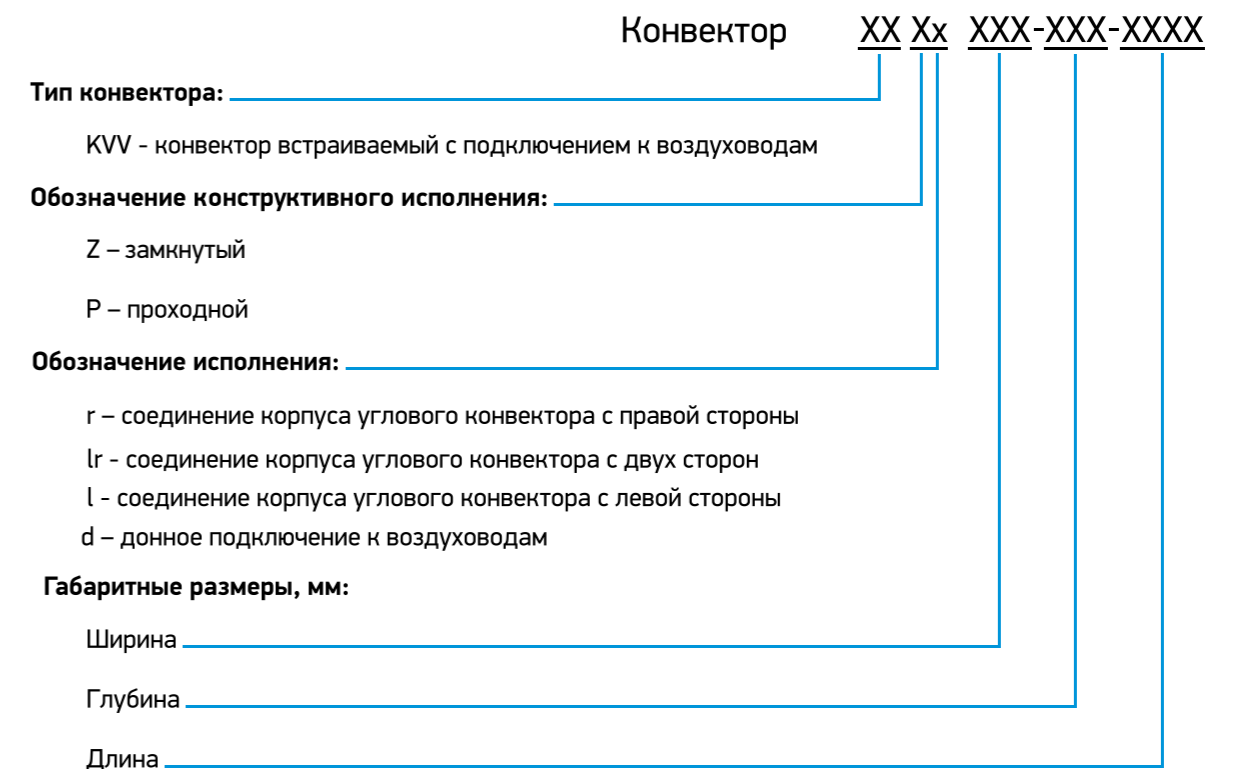 Конвектор XX Xx XXX-XXX-XXXX
Тип конвектора:
KVV - конвектор встраиваемый с подключением к воздуховодам
Обозначение конструктивного исполнения:
Z – замкнутый
P – проходной
Обозначение исполнения:
r – соединение корпуса углового конвектора с правой стороны
lr - соединение корпуса углового конвектора с двух сторон
l - соединение корпуса углового конвектора с левой стороны
d – донное подключение к воздуховодам
Габаритные размеры, мм:
Ширина
Глубина
Длина